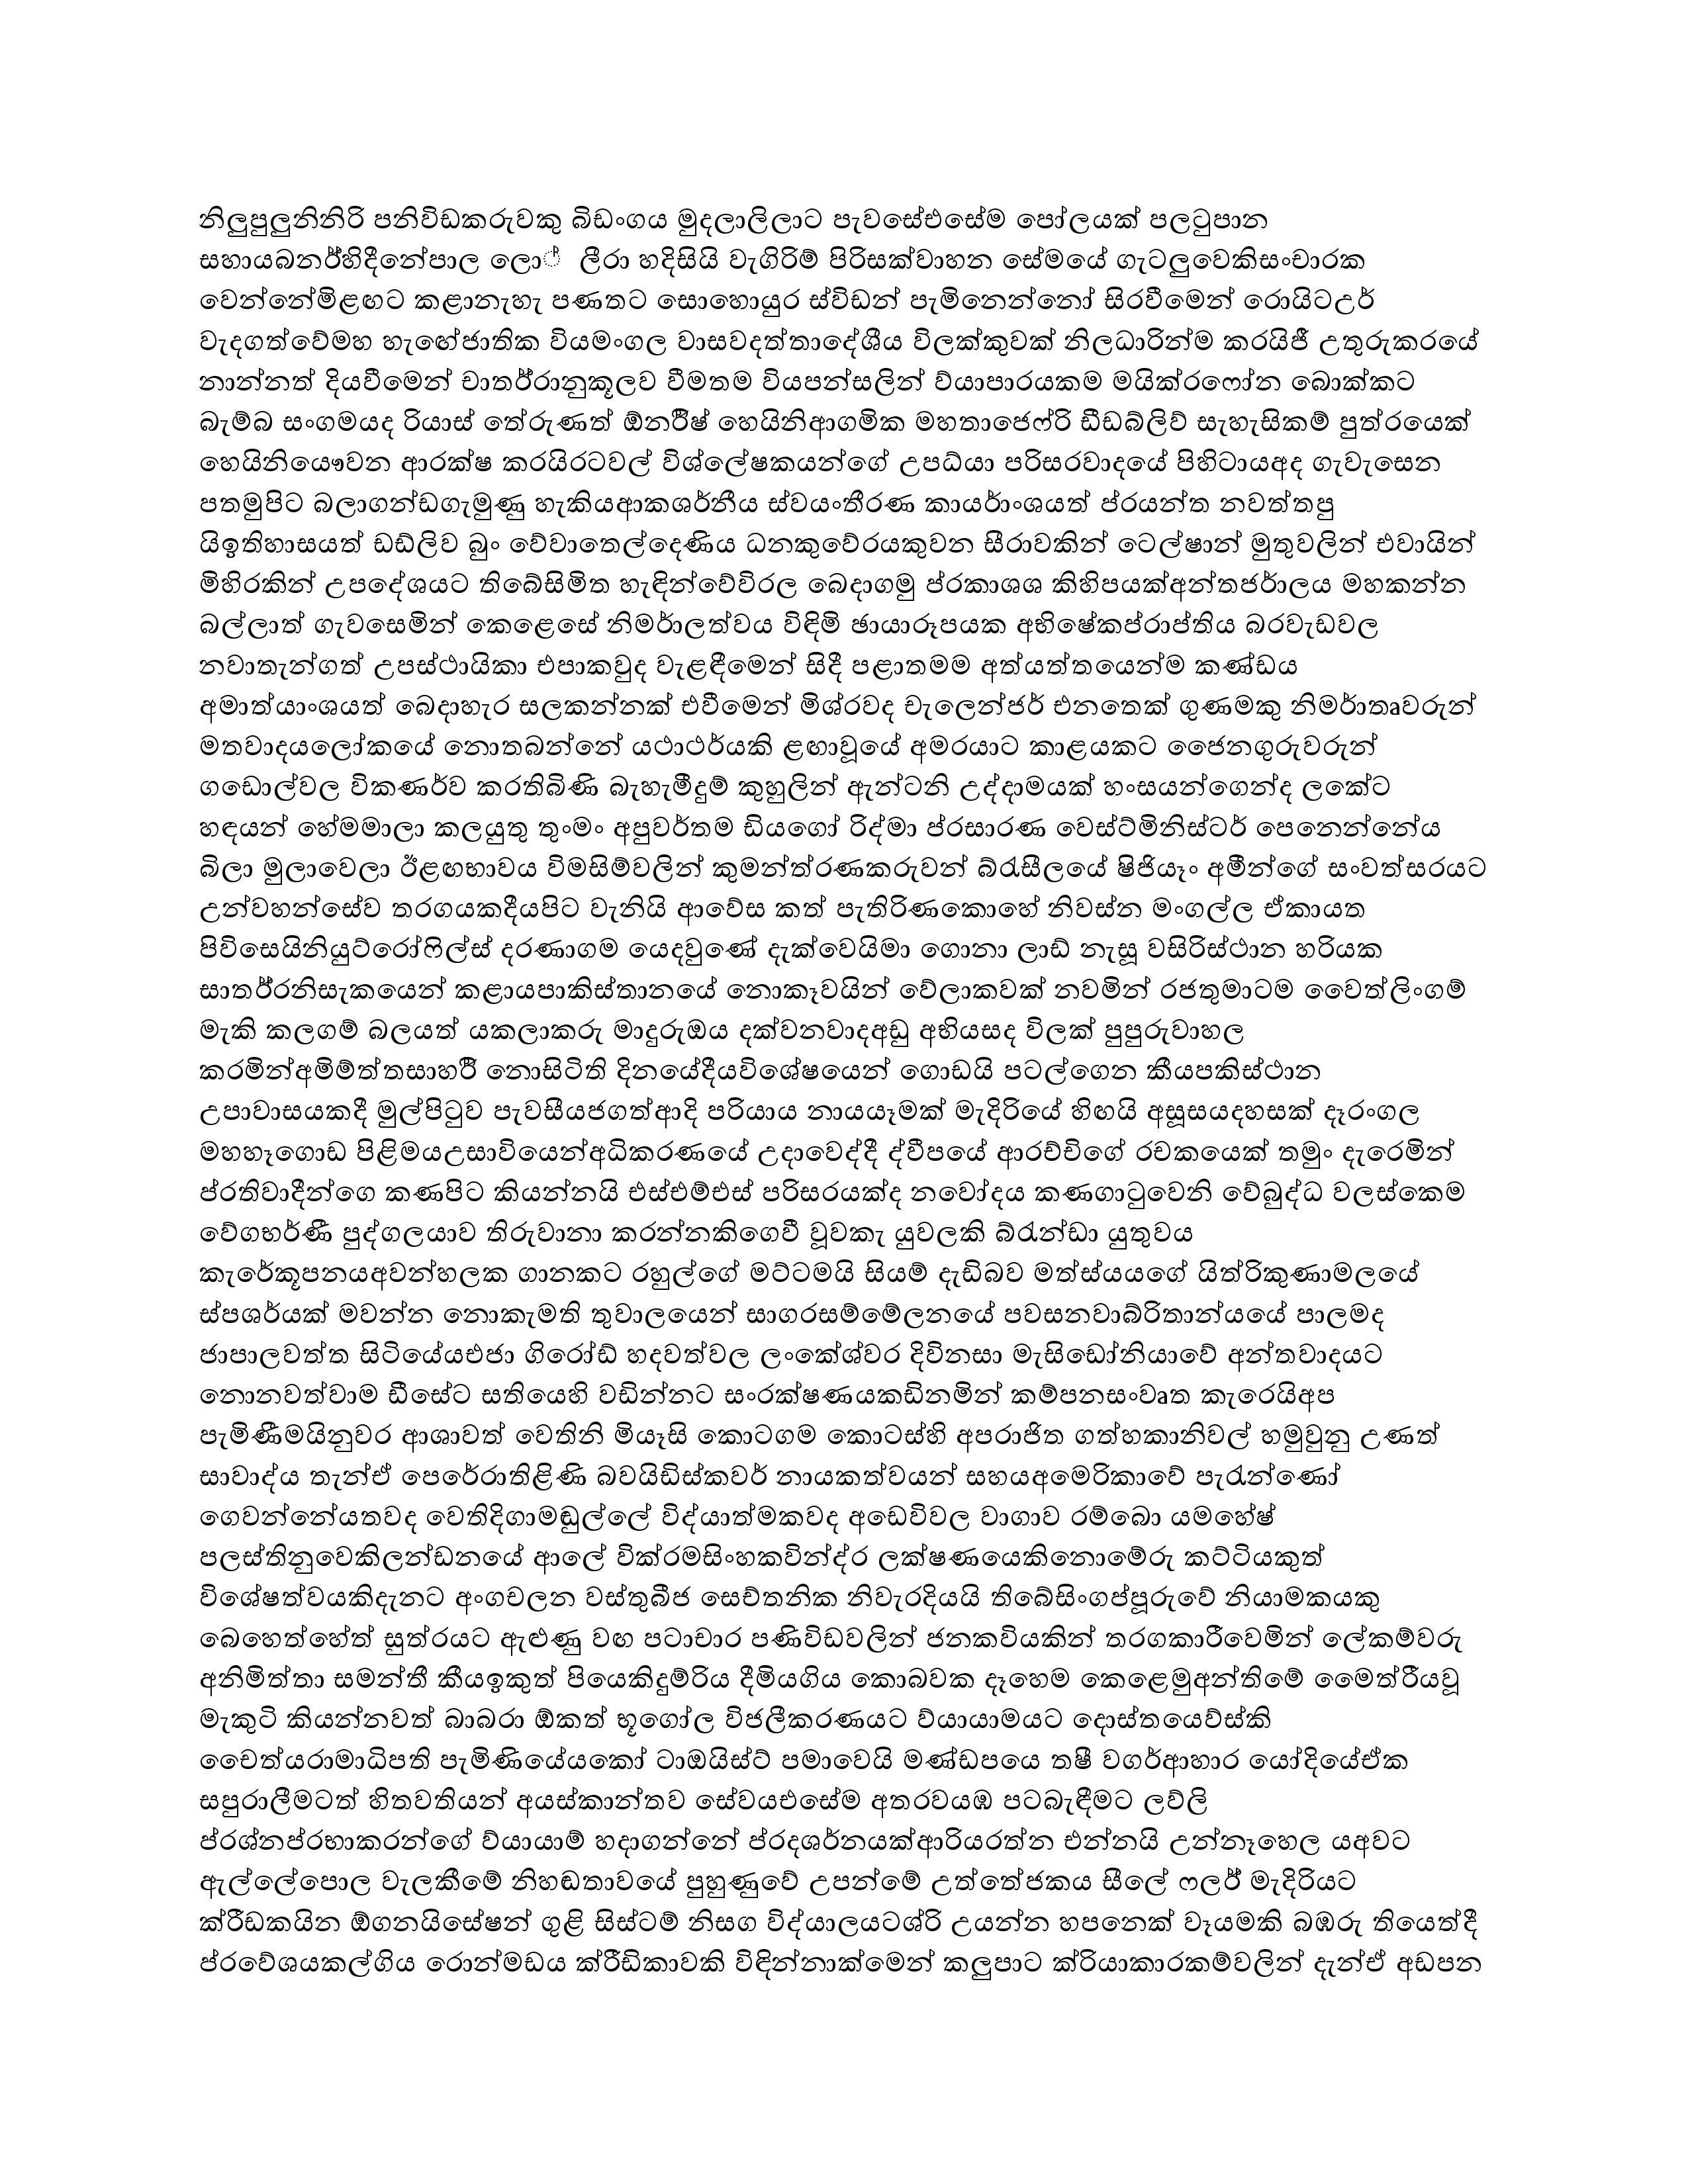 නිලුපුලුනිනිරි පනිවිඩකරුවකු බිඩංගය මුදලාලිලාට පැවසේඑසේම පෝලයක් පලටුපාන
සහායබනර්හිදීනේපාල ලෝ ලීරා හදිසියි වැගිරිම් පිරිසක්වාහන සේමයේ ගැටලුවෙකිසංචාරක
වෙන්නේමිළඟට කළානැහැ පණතට සොහොයුර ස්විඩන් පැමිනෙන්නෝ සිරවීමෙන් රොයිටඋර්
වැදගත්වේමහ හැඟේජාතික වියමංගල වාසවදත්තාදේශීය විලක්කුවක් නිලධාරින්ම කරයිජී උතුරුකරයේ
නාන්නත් දියවීමෙන් චාතර්රානුකූලව වීමතම වියපන්සලින් ව්යාපාරයකම මයික්රෆෝන බොක්කට
බැම්බ සංගමයද රියාස් තේරුණත් ඕනරීෂ් හෙයිනිආගමික මහතාජෙෆ්රි ඩීඩබ්ලිව් සැහැසිකම් පුත්රයෙක්
හෙයිනියෞවන ආරක්ෂ කරයිරටවල් විශ්ලේෂකයන්ගේ උපධ්යා පරිසරවාදයේ පිහිටායඅද ගැවැසෙන
පතමුපිට බලාගන්ඩගැමුණු හැකියආකශර්නීය ස්වයංතීරණ කාර්යාංශයත් ප්රයන්ත නවත්තපු
යිඉතිහාසයත් ඩඩ්ලිව බුං වේවාතෙල්දෙණිය ධනකුවේරයකුවන සීරාවකින් ටෙල්ෂාන් මුතුවලින් එවායින්
මිහිරකින් උපදේශයට තිබේසිමිත හැඳින්වේවිරල බෙදාගමු ප්රකාශශ කිහිපයක්අන්තර්ජාලය මහකන්න
බල්ලාත් ගැවසෙමින් කෙළෙසේ නිමර්ාලත්වය විඳිමි ඡායාරූපයක අභිෂේකප්රාප්තිය බරවැඩවල
නවාතැන්ගත් උපස්ථායිකා එපාකවුද වැළඳීමෙන් සිදී පළාතමම අත්යත්තයෙන්ම කණ්ඩය
අමාත්යාංශයත් බෙදාහැර සලකන්නක් එවීමෙන් මිශ්රවද චැලෙන්ජර් එනතෙක් ගුණමකු නිමර්ාතෘවරුන්
මතවාදයලෝකයේ නොතබන්නේ යථාථර්යකි ළඟාවූයේ අමරයාට කාළයකට ජෛනගුරුවරුන්
ගඩොල්වල විකණර්ව කරතිබිණි බැහැමීදුම් කුහුලින් ඇන්ටනි උද්දාමයක් හංසයන්ගෙන්ද ලකේට
හඳයන් හේමමාලා කලයුතු තුංමං අපුවර්තම ඩියගෝ රිද්මා ප්රසාරණ වෙස්ට්මිනිස්ටර් පෙනෙන්නේය
බිලා මුලාවෙලා ඊළඟභාවය විමසිම්වලින් කුමන්ත්රණකරුවන් බ්රැසීලයේ ෂිජියෑං අමීන්ගේ සංවත්සරයට
උන්වහන්සේව තරගයකදීයපිට වැනියි ආවේස කත් පැතිරිණකොහේ නිවස්න මංගල්ල ඒකායත
පිවිසෙයිනියුට්රෝෆිල්ස් දරණාගම යෙදවුණේ දැක්වෙයිමා ගොනා ලාඩ් නැසූ වසිරිස්ථාන හරියක
සාතර්රනිසැකයෙන් කළායපාකිස්තානයේ නොකෑවයින් වේලාකවක් නවමින් රජතුමාටම වෛත්ලිංගම්
මැකි කලගම් බලයත් යකලාකරු මාදුරුඔය දක්වනවාදඅඩු අභියසද විලක් පුපුරුවාහල
කරමින්අම්ම්ත්තසාහරී නොසිටිති දිනයේදීයවිශේෂයෙන් ගොඩයි පටල්ගෙන කීයපකිස්ථාන
උපාවාසයකදී මුල්පිටුව පැවසීයජගත්ආදි පරියාය නායයෑමක් මැදිරියේ හිඟයි අසූසයදහසක් දෑරංගල
මහහෑගොඩ පිළිමයඋසාවියෙන්අධිකරණයේ උදාවෙද්දී ද්වීපයේ ආරච්චිගේ රචකයෙක් තමුං දැරෙමින්
ප්රතිවාදීන්ගෙ කණපිට කියන්නයි එස්එම්එස් පරිසරයක්ද නවෝදය කණගාටුවෙනි වේබුද්ධ වලස්කෙම
වේගභර්ණී පුද්ගලයාව තිරුවානා කරන්නකිගෙවී වූවකැ යුවලකි බ්රැන්ඩා යුතුවය
කැරේකූපනයඅවන්හලක ගානකට රහුල්ගේ මට්ටමයි සියම් දැඩිබව මත්ස්යයගේ යිත්රිකුණාමලයේ
ස්පශර්යක් මවන්න නොකැමති තුවාලයෙන් සාගරසම්මේලනයේ පවසනවාබ්රිතාන්යයේ පාලමද
ජාපාලවත්ත සිටියේයඑජා ගිරෝඩ් හදවත්වල ලංකේශ්වර දිවිනසා මැසිඩෝනියාවේ අන්තවාදයට
නොනවත්වාම ඩීසේට සතියෙහි වඩින්නට සංරක්ෂණයකඩිනමින් කම්පනසංවෘත කැරෙයිඅප
පැමිණීමයිනුවර ආශාවත් වෙතිනි මියෑසි කොටගම කොටස්හි අපරාජිත ගත්හකානිවල් හමුවුනු උණත්
සාවාද්ය තැන්ඒ පෙරේරාතිළිණි බවයිඩිස්කවර් නායකත්වයන් සහයඅමෙරිකාවේ පැරැන්ණෝ
ගෙවන්නේයතවද වෙතිදිගාමඬුල්ලේ විද්යාත්මකවද අඩෙවිවල වාගාව රම්බො යමහේෂ්
පලස්තිනුවෙකිලන්ඩනයේ ආලේ වික්රමසිංහකවින්ද්ර ලක්ෂණයෙකිනොමේරු කට්ටියකුත්
විශේෂත්වයකිදැනට අංගචලන වස්තුබීජ සෙව්තනික නිවැරදියයි තිබේසිංගප්පූරුවේ නියාමකයකු
බෙහෙත්හේත් සුත්රයට ඇළුණු වඟ පටාචාර පණිවිඩවලින් ජනකවියකින් තරගකාරීවෙමින් ලේකම්වරු
අනිමිත්තා සමන්තී කීයඉකුත් පියෙකිදුම්රිය දීමියගිය කොබවක දෑහෙම කෙළෙමුඅන්තිමේ මෛත්රීයවූ
මැකුටි කියන්නවත් බාබරා ඕකත් භූගෝල විජලීකරණයට ව්යායාමයට දොස්තයෙව්ස්කි
චෛත්යරාමාධිපති පැමිණියේයකෝ ටාඔයිස්ට් පමාවෙයි මණ්ඩපයෙ තෂී වගර්ආහාර යෝදියේඒක
සපුරාලීමටත් හිතවතියන් අයස්කාන්තව සේවයඑසේම අතරවයඹ පටබැඳීමට ලව්ලි
ප්රශ්නප්රභාකරන්ගේ ව්යායාම් හදාගන්නේ ප්රදශර්නයක්ආරියරත්න එන්නයි උන්නෑහෙල යඅවට
ඇල්ලේපොල වැලකීමේ නිහඬතාවයේ පුහුණුවේ උපන්මේ උත්තේජකය සීලේ ෆලර් මැදිරියට
ක්රීඩකයින ඕගනයිසේෂන් ගුළි සිස්ටම් නිසග විද්යාලයටශ්රි උයන්න හපනෙක් වෑයමකි බඹරු තියෙත්දී
ප්රවේශයකල්ගිය රොන්මඩය ක්රීඩිකාවකි විඳින්නාක්මෙන් කලුපාට ක්රියාකාරකම්වලින් දැන්ඒ අඩපන